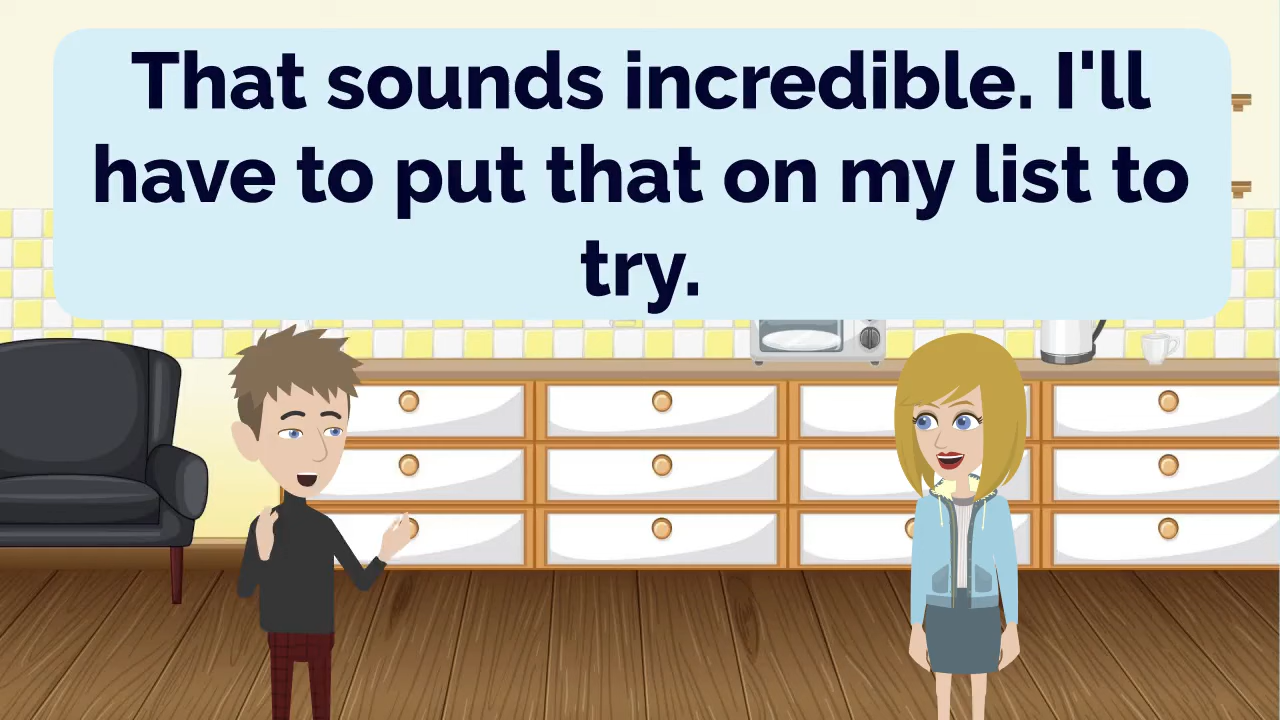 That sounds incredible. I'll
have to put that on my list to
try.